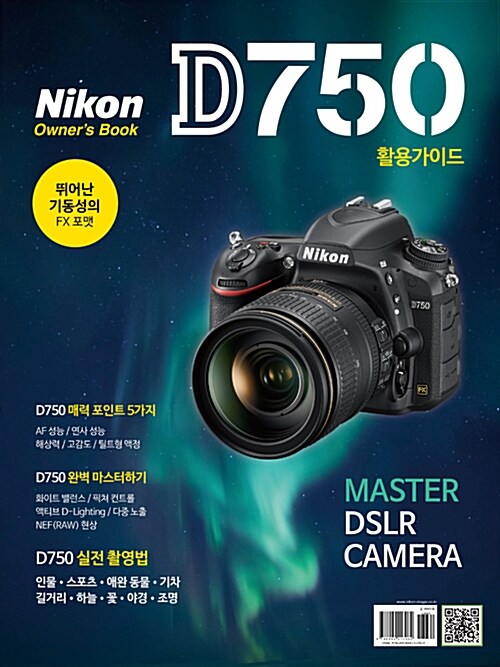 Nikon
Owner's Book
D750
활용가이드
뛰어난
기동성의
FX 포맷
Nikon
D750
FX
D750 매력 포인트 5가지
AF 성능 / 연사 성능
해상력 / 고감도 / 틸트형 액정
D750 완벽 마스터하기
화이트 밸런스 / 픽쳐 컨트롤
액티브 D-Lighting / 다중 노출
NEF(RAW) 현상
D750 실전 촬영법
인물 • 스포츠 • 애완 동물 • 기차
길거리 • 하늘 • 꽃 • 야경 • 조명
MASTER
DSLR
CAMERA